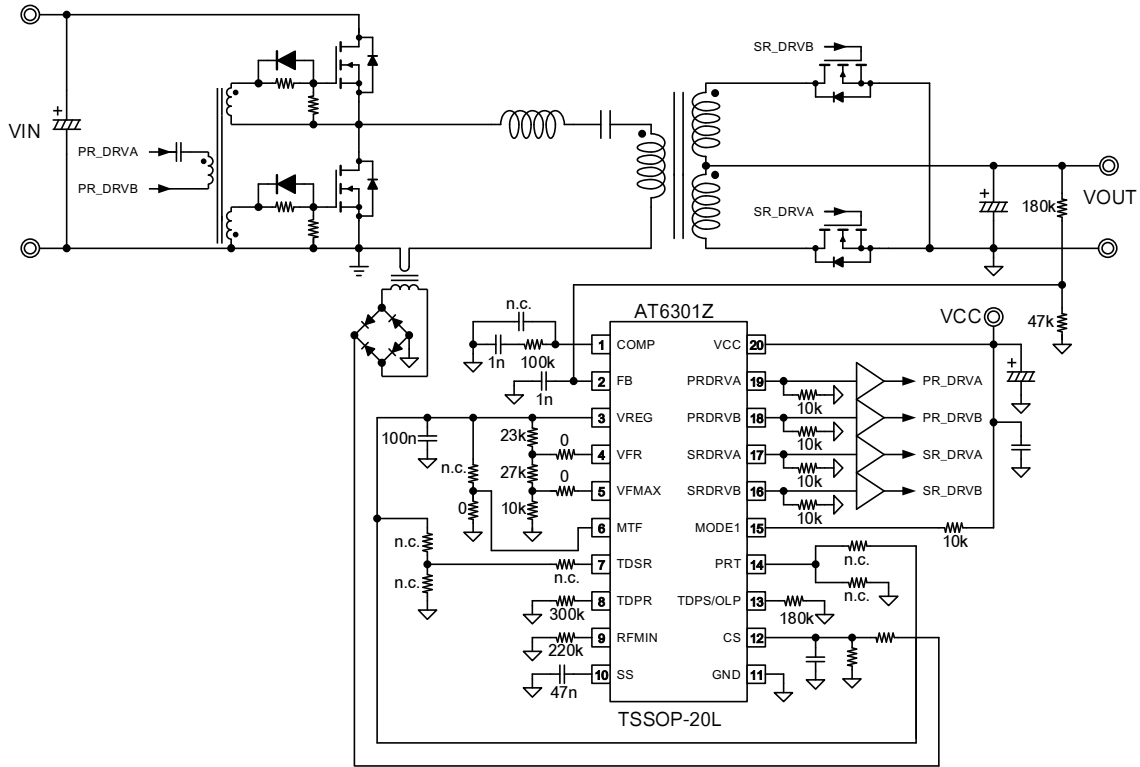 SR_DRVB
+
VIN
PR_DRVA
PR_DRVB
+
180k
VOUT
SR_DRVA
n.c.
AT6301Z
VCC
47k
1n
100k
1
COMP
VCC
20
+
1n
2
FB
PRDRVA
19
10k
PR_DRVA
100n
n.c.
23k
3
VREG
PRDRVB
18
10k
PR_DRVB
0
4
VFR
SRDRVA
17
10k
SR_DRVA
27k
0
5
VFMAX
SRDRVB
16
10k
SR_DRVB
0
10k
6
MTF
MODE1
15
10k
n.c.
n.c.
n.c.
7
TDSR
PRT
14
n.c.
n.c.
300k
8
TDPR
TDPS/OLP
13
180k
220k
9
RFMIN
CS
12
47n
10
SS
GND
11
TSSOP-20L